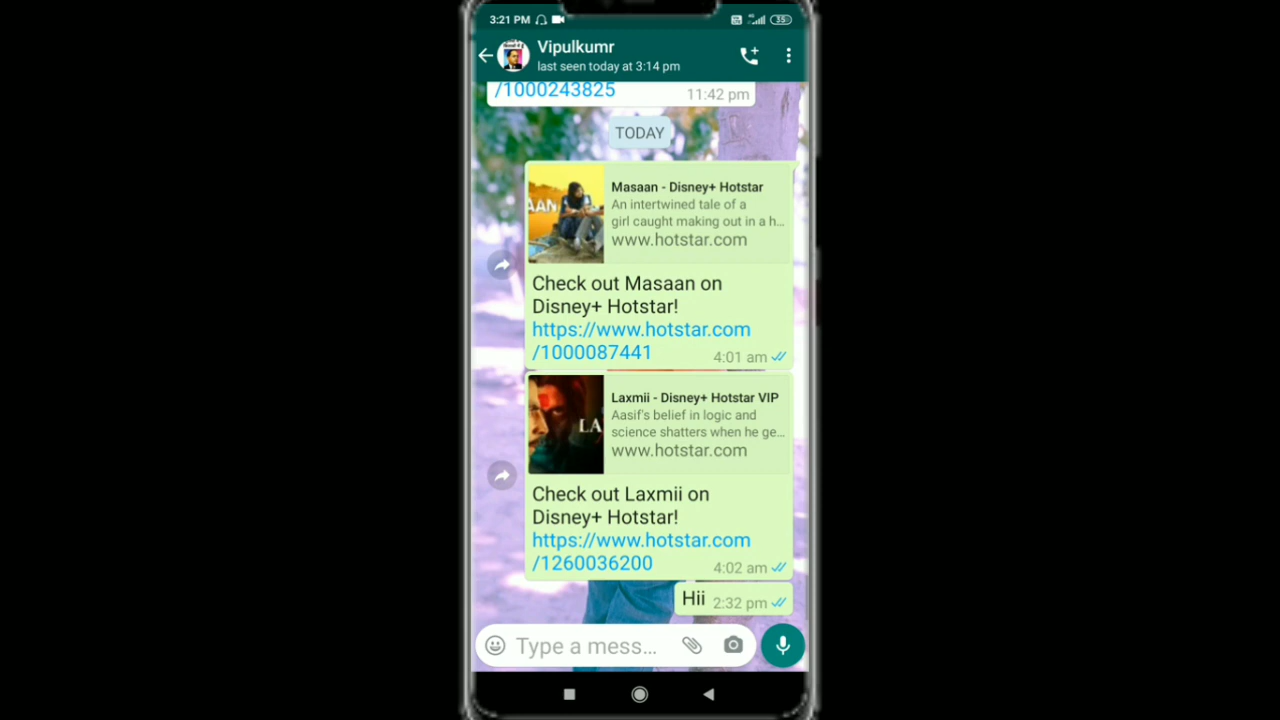 3:21 PM
Vipulkumr
last seen today at 3:14 pm
/1000243825
11:42 pm
TODAY
AAN
Masaan - Disney+ Hotstar
An intertwined tale of a
girl caught making out in a h...
www.hotstar.com
Check out Masaan on
Disney+ Hotstar!
https://www.hotstar.com
/1000087441
4:01 am
LA
Laxmii - Disney+ Hotstar VIP
Aasif's belief in logic and
science shatters when he ge...
www.hotstar.com
Check out Laxmii on
Disney+ Hotstar!
https://www.hotstar.com
/1260036200
4:02 am
Hii 2:32 pm
Type a mess...